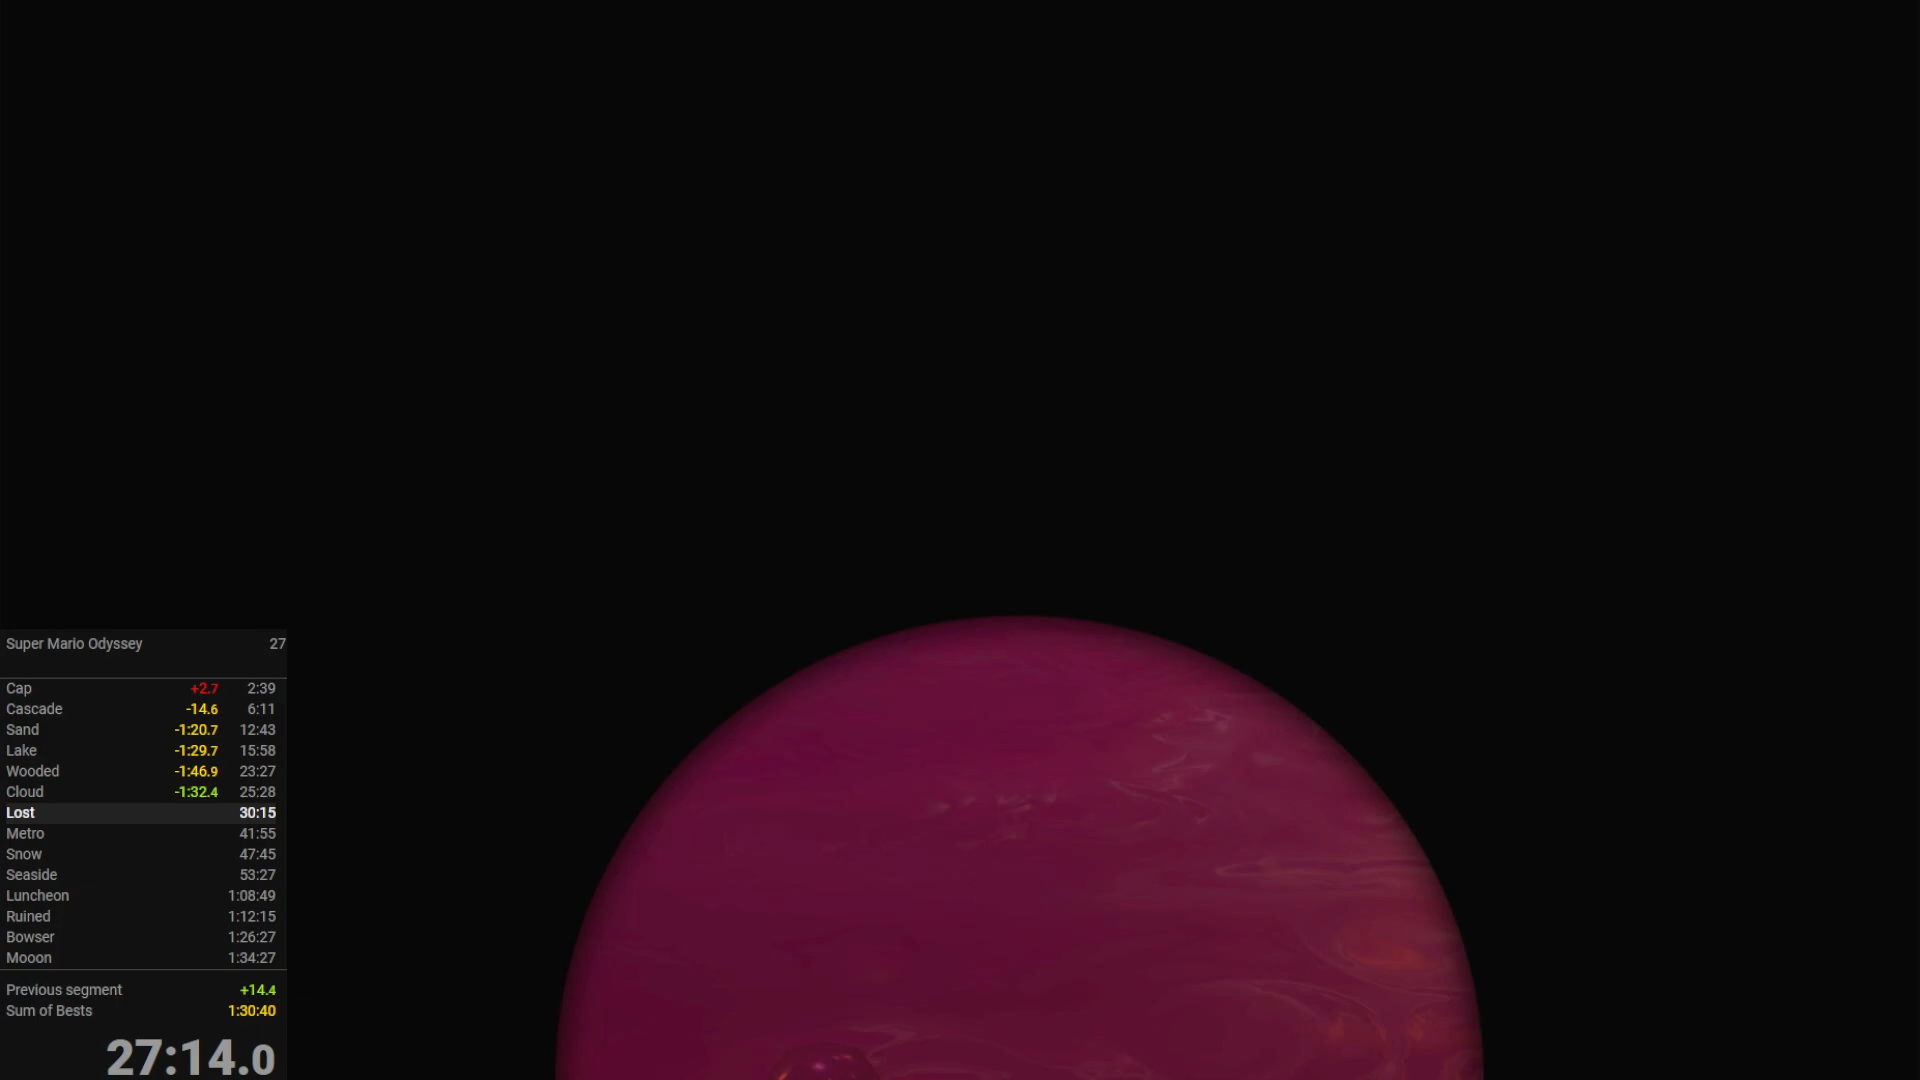 Super Mario Odyssey 27
Cap +2.7 2:39
Cascade -14.6 6:11
Sand -1:20.7 12:43
Lake -1:29.7 15:58
Wooded -1:46.9 23:27
Cloud -1:32.4 25:28
Lost 30:15
Metro 41:55
Snow 47:45
Seaside 53:27
Luncheon 1:08:49
Ruined 1:12:15
Bowser 1:26:27
Mooon 1:34:27
Previous segment +14.4
Sum of Bests 1:30:40
27:14.0